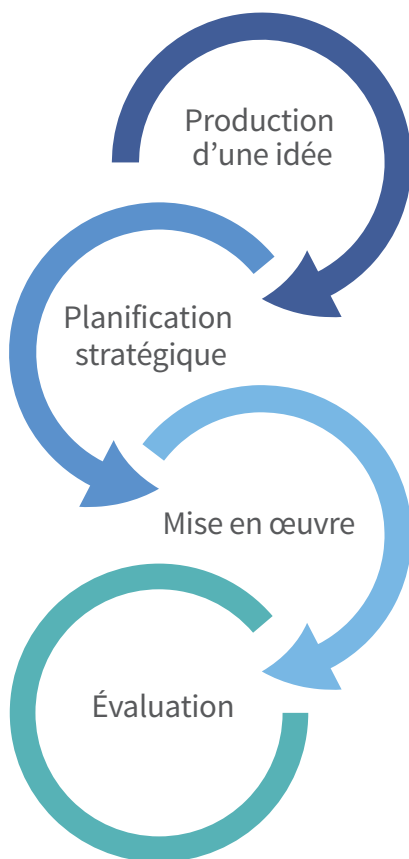 Production
d’une idée
Planification
stratégique
Mise en œuvre
Évaluation